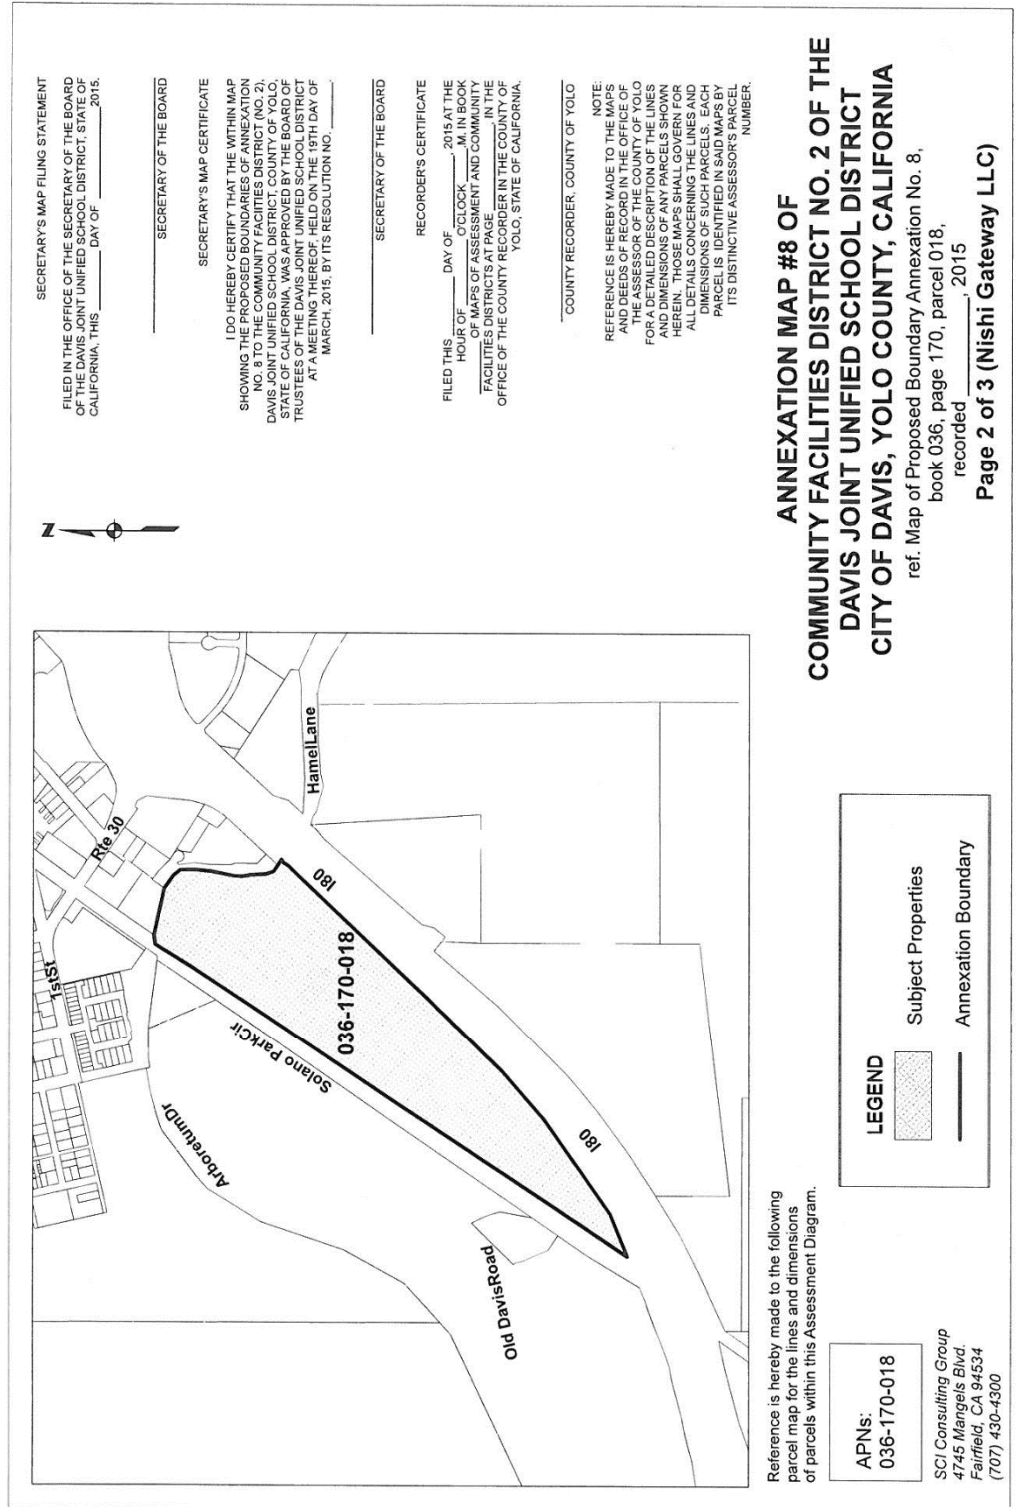 SECRETARY'S MAP FILING STATEMENT
FILED IN THE OFFICE OF THE SECRETARY OF THE BOARD
OF THE DAVIS JOINT UNIFIED SCHOOL DISTRICT, STATE OF
CALIFORNIA, THIS ______ DAY OF ____________ 2015.
SECRETARY OF THE BOARD
SECRETARY'S MAP CERTIFICATE
I DO HEREBY CERTIFY THAT THE WITHIN MAP
SHOWING THE PROPOSED BOUNDARIES OF ANNEXATION
NO. 8 TO THE COMMUNITY FACILITIES DISTRICT (NO. 2),
DAVIS JOINT UNIFIED SCHOOL DISTRICT, COUNTY OF YOLO,
STATE OF CALIFORNIA, WAS APPROVED BY THE BOARD OF
TRUSTEES OF THE DAVIS JOINT UNIFIED SCHOOL DISTRICT
AT A MEETING THEREOF, HELD ON THE 19TH DAY OF
MARCH, 2015, BY ITS RESOLUTION NO. ________.
SECRETARY OF THE BOARD
RECORDER'S CERTIFICATE
FILED THIS ______ DAY OF __________, 2015 AT THE
HOUR OF ______ O'CLOCK ____.M. IN BOOK
______ OF MAPS OF ASSESSMENT AND COMMUNITY
FACILITIES DISTRICTS AT PAGE ________, IN THE
OFFICE OF THE COUNTY RECORDER IN THE COUNTY OF
YOLO, STATE OF CALIFORNIA.
COUNTY RECORDER, COUNTY OF YOLO
NOTE:
REFERENCE IS HEREBY MADE TO THE MAPS
AND DEEDS OF RECORD IN THE OFFICE OF
THE ASSESSOR OF THE COUNTY OF YOLO
FOR A DETAILED DESCRIPTION OF THE LINES
AND DIMENSIONS OF ANY PARCELS SHOWN
HEREIN. THOSE MAPS SHALL GOVERN FOR
ALL DETAILS CONCERNING THE LINES AND
DIMENSIONS OF SUCH PARCELS. EACH
PARCEL IS IDENTIFIED IN SAID MAPS BY
ITS DISTINCTIVE ASSESSOR'S PARCEL
NUMBER.
N
1stSt
Rte 30
ArboretumDr
Solano ParkCir
HamelLane
I80
036-170-018
I80
Old DavisRoad
Reference is hereby made to the following
parcel map for the lines and dimensions
of parcels within this Assessment Diagram.
APNs:
036-170-018
SCI Consulting Group
4745 Mangels Blvd.
Fairfield, CA 94534
(707) 430-4300
LEGEND
Subject Properties
Annexation Boundary
ANNEXATION MAP #8 OF
COMMUNITY FACILITIES DISTRICT NO. 2 OF THE
DAVIS JOINT UNIFIED SCHOOL DISTRICT
CITY OF DAVIS, YOLO COUNTY, CALIFORNIA
ref. Map of Proposed Boundary Annexation No. 8,
book 036, page 170, parcel 018,
recorded __________, 2015
Page 2 of 3 (Nishi Gateway LLC)